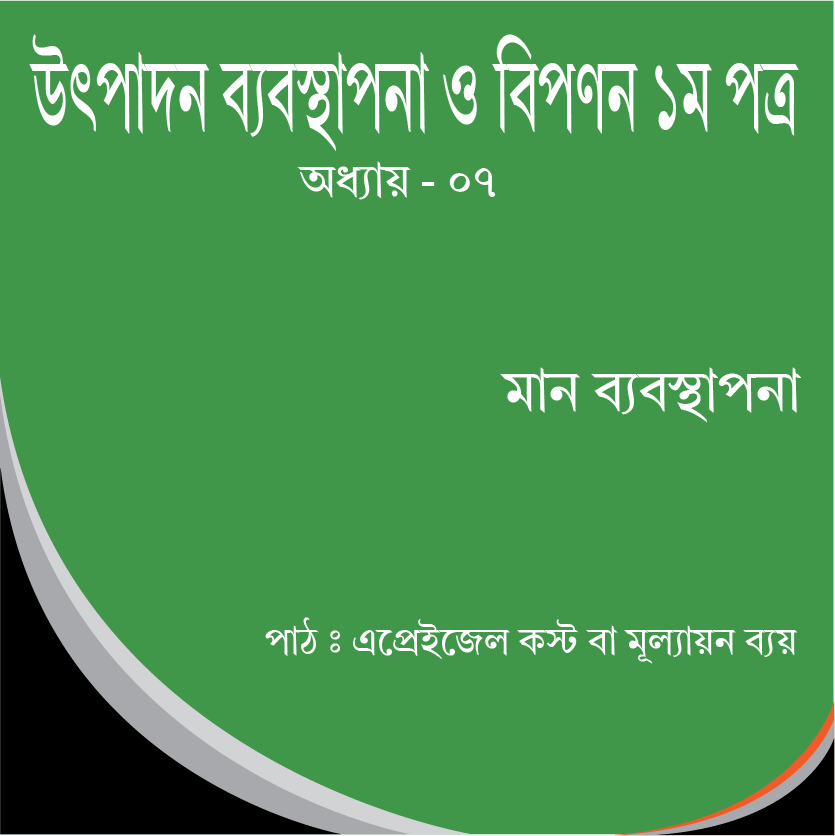 উৎপাদন ব্যবস্থাপনা ও বিপণন ১ম পত্র
অধ্যায় - ০৭
মান ব্যবস্থাপনা
পাঠ ঃ এপ্রেইজেল কস্ট বা মূল্যায়ন ব্যয়